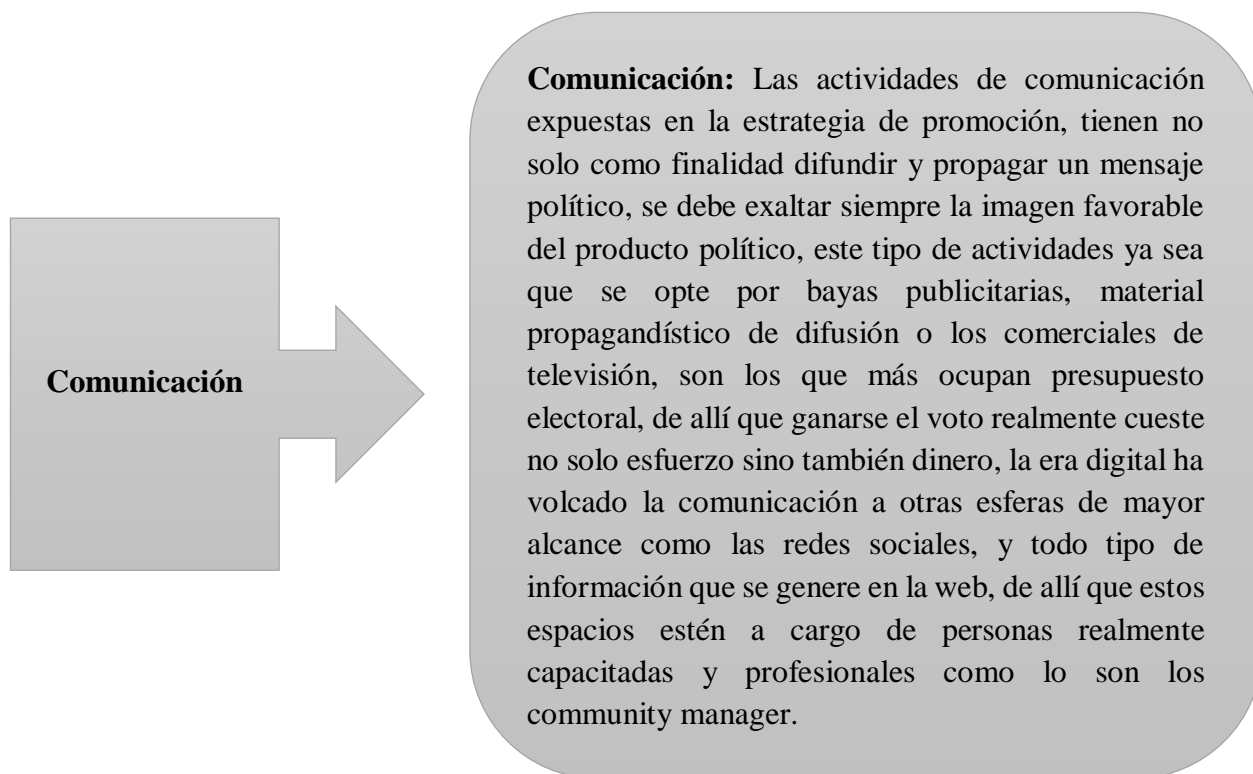 Comunicación
Comunicación: Las actividades de comunicación
expuestas en la estrategia de promoción, tienen no
solo como finalidad difundir y propagar un mensaje
político, se debe exaltar siempre la imagen favorable
del producto político, este tipo de actividades ya sea
que se opte por bayas publicitarias, material
propagandístico de difusión o los comerciales de
televisión, son los que más ocupan presupuesto
electoral, de allí que ganarse el voto realmente cueste
no solo esfuerzo sino también dinero, la era digital ha
volcado la comunicación a otras esferas de mayor
alcance como las redes sociales, y todo tipo de
información que se genere en la web, de allí que estos
espacios estén a cargo de personas realmente
capacitadas y profesionales como lo son los
community manager.